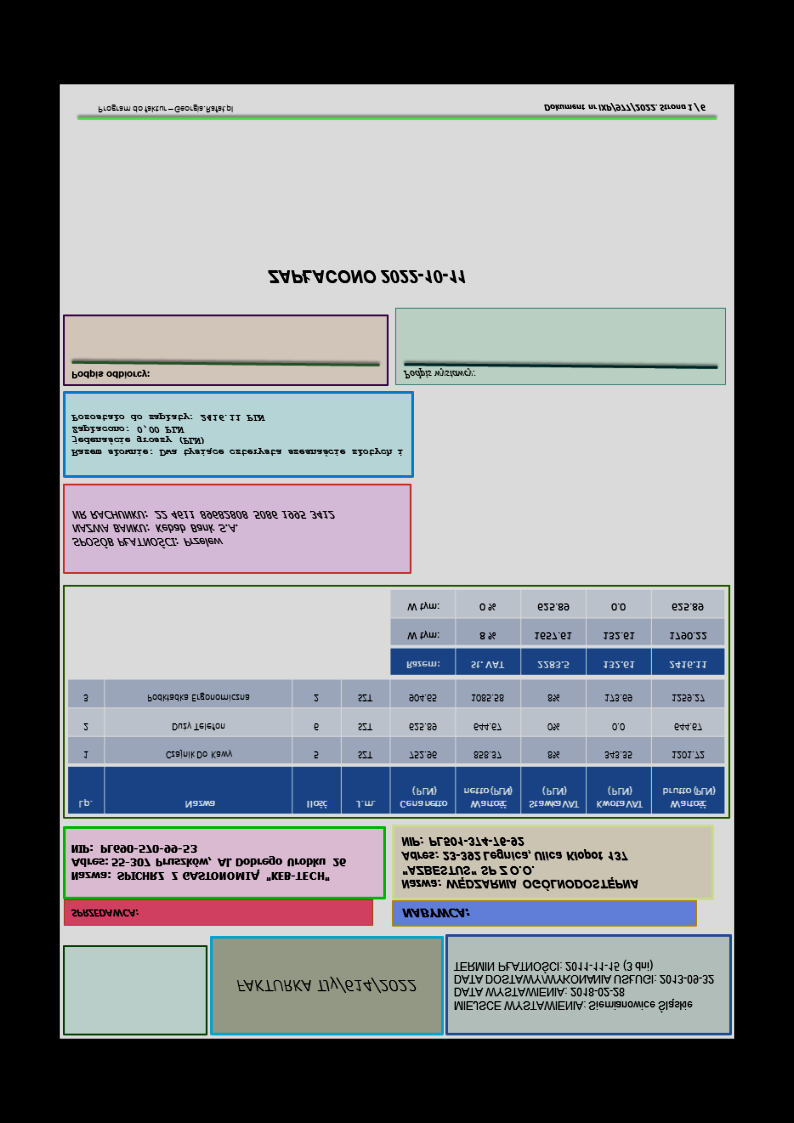 MIEJSCE WYSTAWIENIA: Siemianowice Śląskie
DATA WYSTAWIENIA: 2018-02-28
DATA DOSTAWY/WYKONANIA USŁUGI: 2013-09-32
TERMIN PŁATNOŚCI: 2011-11-15 (3 dni)
FAKTURKA TIy/614/2022
SPRZEDAWCA:
Nazwa: SPICHRZ Z GASTONOMIĄ "KEB-TECH"
Adres: 55-307 Pruszków, Al. Dobrego Urobku 26
NIP: PL690-570-99-53
NABYWCA:
Nazwa: WĘDZARNIA OGÓLNODOSTĘPNA
"AZBESTUS" SP Z O.O.
Adres: 23-392 Legnica, Ulica Kłopot 137
NIP: PL501-374-76-92
Lp. Nazwa Ilość J.m. Cena netto (PLN) Wartość netto (PLN) Stawka VAT (PLN) Kwota VAT (PLN) Wartość brutto (PLN)
1 Czajnik Do Kawy 5 SZT 752.96 858.37 8% 343.35 1201.72
2 Duży Telefon 6 SZT 625.89 644.67 0% 0.0 644.67
3 Podkładka Ergonomiczna 2 SZT 904.65 1085.58 8% 173.69 1259.27
Razem: St. VAT 2283.5 132.61 2416.11
W tym: 8 % 1657.61 132.61 1790.22
W tym: 0 % 625.89 0.0 625.89
SPOSÓB PŁATNOŚCI: Przelew
NAZWA BANKU: Kebab Bank S.A.
NR RACHUNKU: 22 4611 89682808 5086 1995 3412
Razem słownie: Dwa tysiące czterysta szesnaście złotych i
jedenaście groszy (PLN)
Zapłacono: 0,00 PLN
Pozostało do zapłaty: 2416.11 PLN
Podpis odbiorcy:
Podpis wystawcy:
ZAPŁACONO 2022-10-11
Program do faktur – Georgia.Rafał.pl
Dokument nr IXP/977/2022. Strona 1 / 6